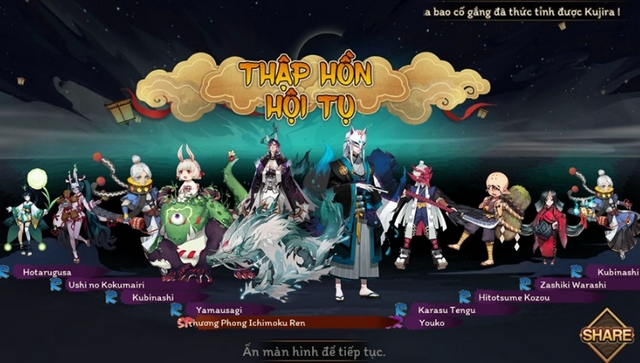 a bao cố gắng đã thức tỉnh được Kujira !
THẬP HỒN
HỘI TỤ
Hotarugusa
Ushi no Kokumairi
Kubinashi
Yamausagi
Thương Phong Ichimoku Ren
Youko
Karasu Tengu
Hitotsume Kozou
Zashiki Warashi
Kubinashi
Ấn màn hình để tiếp tục.
SHARE